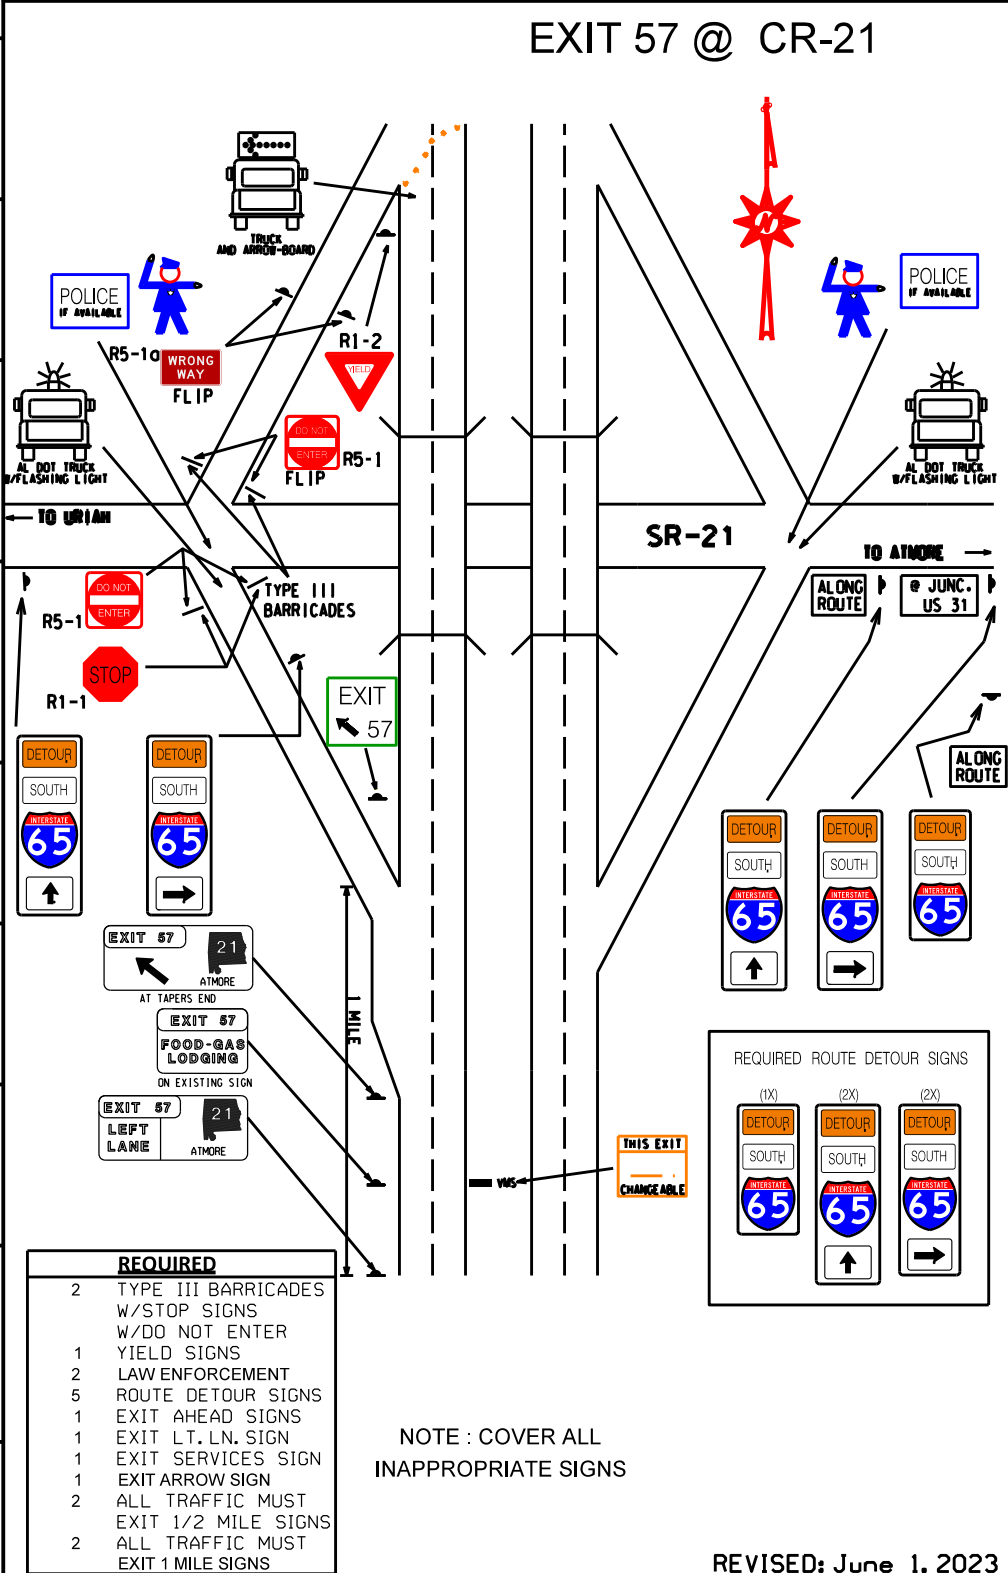 EXIT 57 @ CR-21
TRUCK
AND ARROW-BOARD
POLICE
IF AVAILABLE
POLICE
IF AVAILABLE
R5-1a
WRONG
WAY
FLIP
R1-2
YIELD
DO NOT
ENTER
R5-1
FLIP
N
AL DOT TRUCK
W/FLASHING LIGHT
AL DOT TRUCK
W/FLASHING LIGHT
TO URIAH
SR-21
TO ATMORE
DO NOT
ENTER
R5-1
TYPE III
BARRICADES
STOP
R1-1
ALONG
ROUTE
@ JUNC.
US 31
EXIT
57
ALONG
ROUTE
DETOUR
SOUTH
INTERSTATE
65
DETOUR
SOUTH
INTERSTATE
65
DETOUR
SOUTH
INTERSTATE
65
DETOUR
SOUTH
INTERSTATE
65
DETOUR
SOUTH
INTERSTATE
65
EXIT 57
21
ATMORE
AT TAPERS END
1 MILE
EXIT 57
FOOD-GAS
LODGING
ON EXISTING SIGN
EXIT 57
LEFT
LANE
21
ATMORE
THIS EXIT
CHANGEABLE
VMS
REQUIRED ROUTE DETOUR SIGNS
(1X) (2X) (2X)
DETOUR
SOUTH
INTERSTATE
65
DETOUR
SOUTH
INTERSTATE
65
DETOUR
SOUTH
INTERSTATE
65
REQUIRED
2 TYPE III BARRICADES
W/STOP SIGNS
W/DO NOT ENTER
1 YIELD SIGNS
2 LAW ENFORCEMENT
5 ROUTE DETOUR SIGNS
1 EXIT AHEAD SIGNS
1 EXIT LT. LN. SIGN
1 EXIT SERVICES SIGN
1 EXIT ARROW SIGN
2 ALL TRAFFIC MUST
EXIT 1/2 MILE SIGNS
2 ALL TRAFFIC MUST
EXIT 1 MILE SIGNS
NOTE : COVER ALL
INAPPROPRIATE SIGNS
REVISED: June 1. 2023